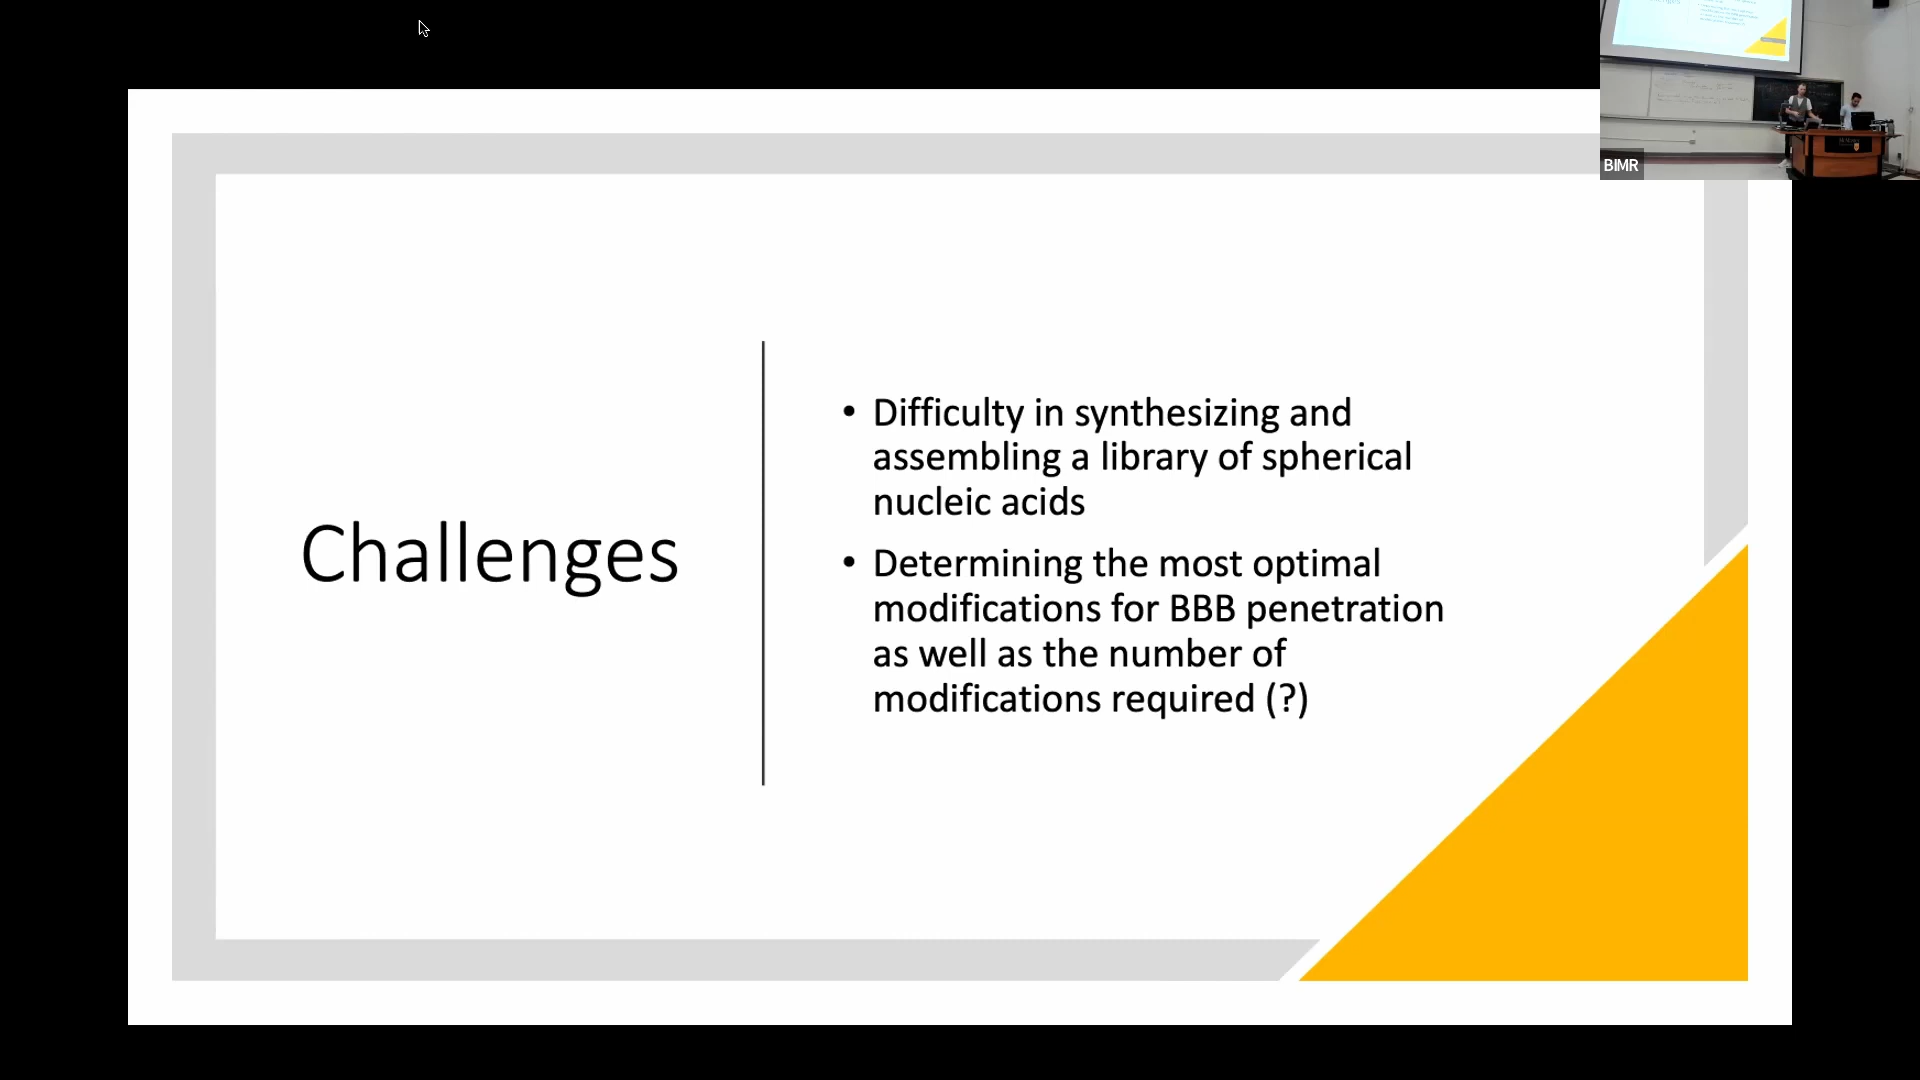 BIMR
Challenges
• Difficulty in synthesizing and
assembling a library of spherical
nucleic acids
• Determining the most optimal
modifications for BBB penetration
as well as the number of
modifications required (?)